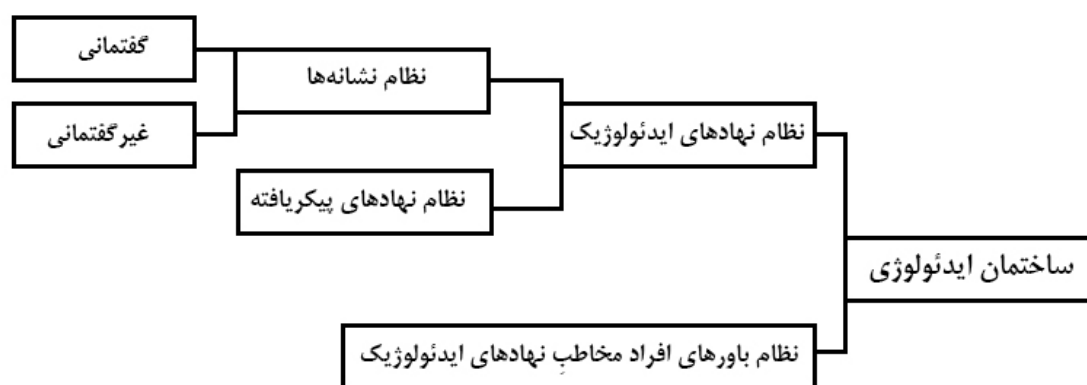 ساختمان ایدئولوژی
نظام نهادهای ایدئولوژیک
نظام نشانه‌ها
گفتمانی
غیرگفتمانی
نظام نهادهای پیکریافته
نظام باورهای افراد مخاطبِ نهادهای ایدئولوژیک